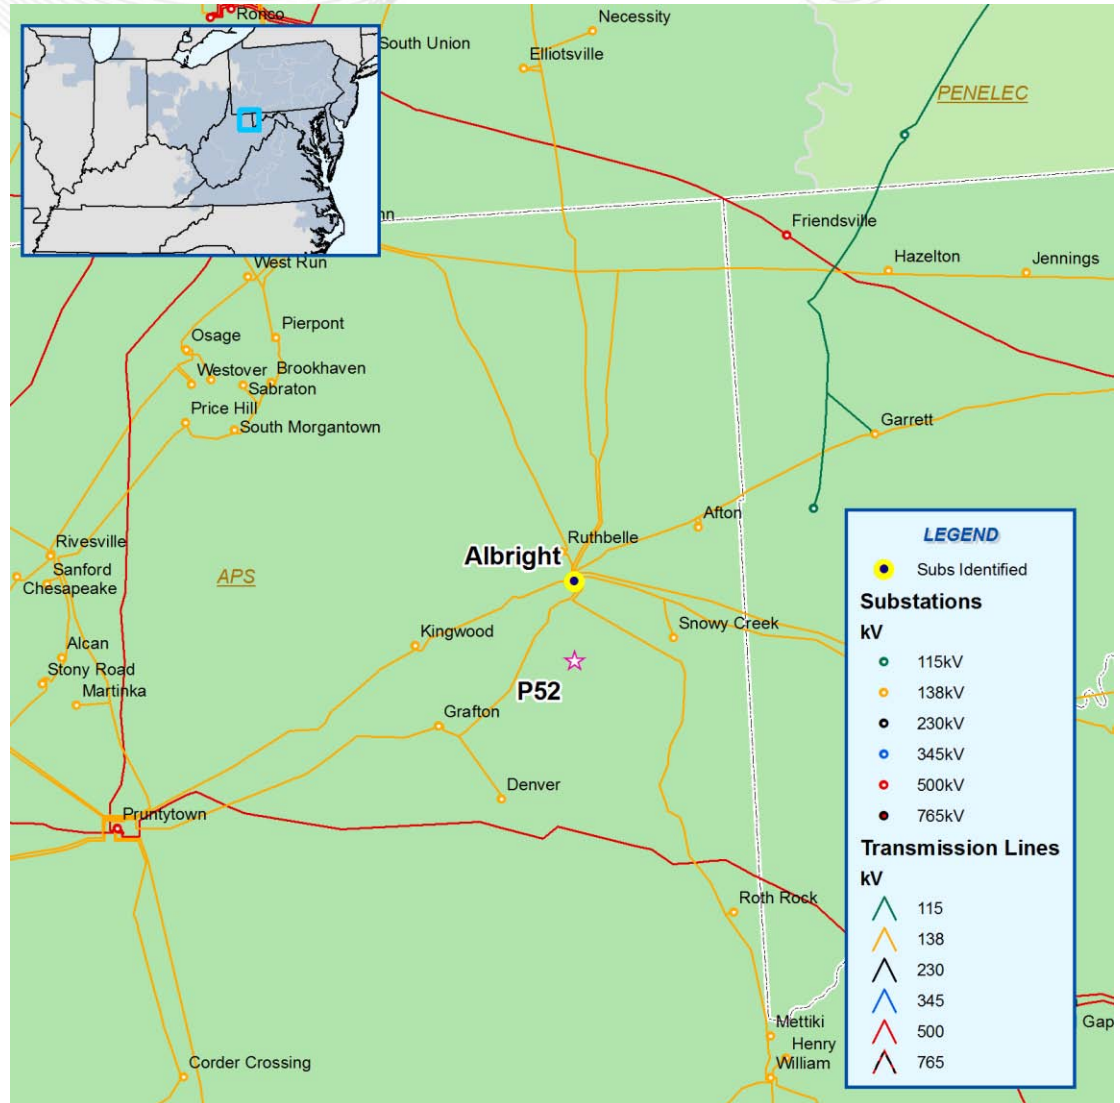 Ronco
South Union
Necessity
Elliotsville
PENELEC
nn
Friendsville
West Run
Hazelton
Jennings
Pierpont
Osage
Westover
Brookhaven
Sabraton
Price Hill
South Morgantown
Garrett
Afton
Ruthbelle
Albright
Rivesville
Sanford
Chesapeake
APS
Kingwood
Snowy Creek
Alcan
Stony Road
Martinka
P52
Grafton
Denver
Pruntytown
Roth Rock
Mettiki
Henry
William
Corder Crossing
Gap
LEGEND
Subs Identified
Substations
kV
115kV
138kV
230kV
345kV
500kV
765kV
Transmission Lines
kV
115
138
230
345
500
765